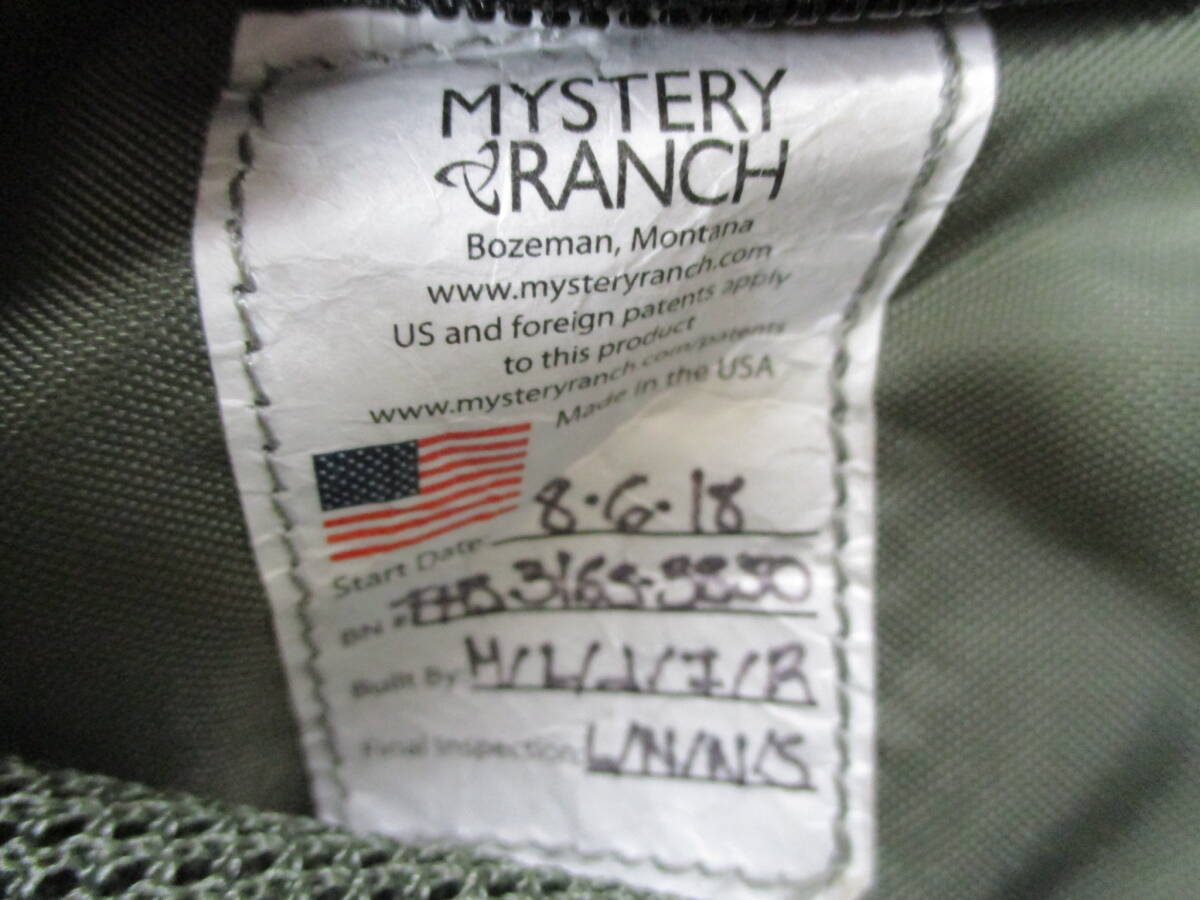 MYSTERY
RANCH
Bozeman, Montana
www.mysteryranch.com
US and foreign patents apply
to this product
www.mysteryranch.com/patents
Made in the USA
Start Date 8·6·18
BN #
Built By: M/L/J/7/R
Final Inspection: L/N/N/S